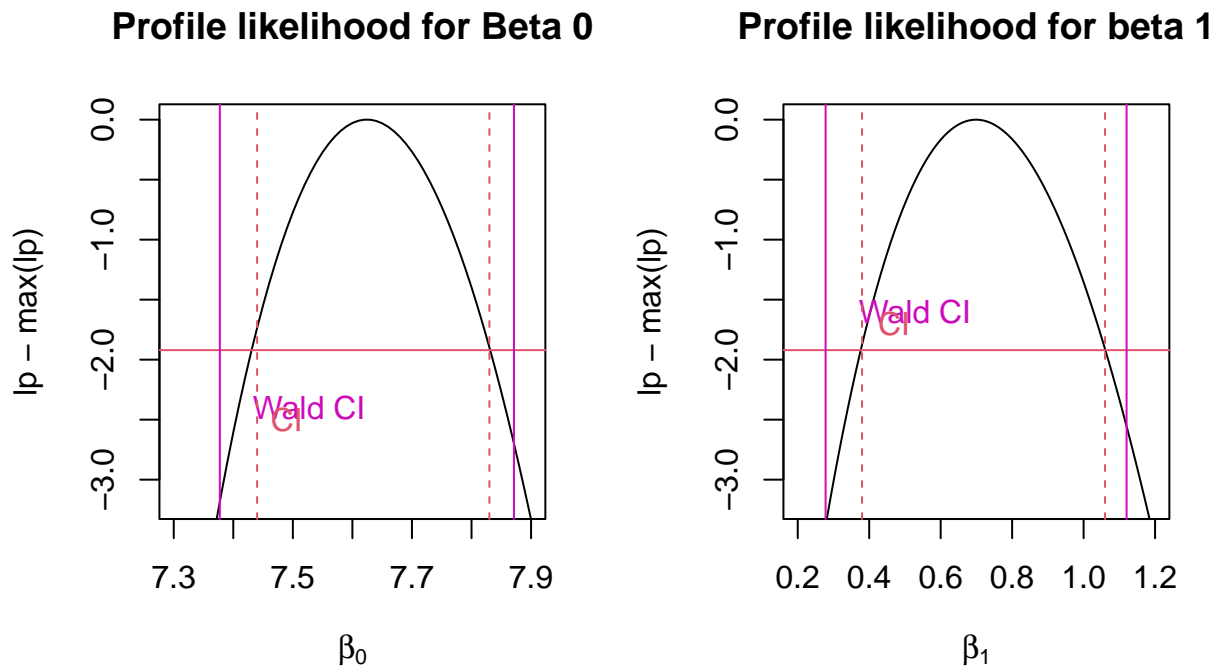 Profile likelihood for Beta 0
lp − max(lp)
0.0
−1.0
−2.0
−3.0
Wald CI
CI
7.3 7.5 7.7 7.9
β0
Profile likelihood for beta 1
lp − max(lp)
0.0
−1.0
−2.0
−3.0
Wald CI
CI
0.2 0.4 0.6 0.8 1.0 1.2
β1